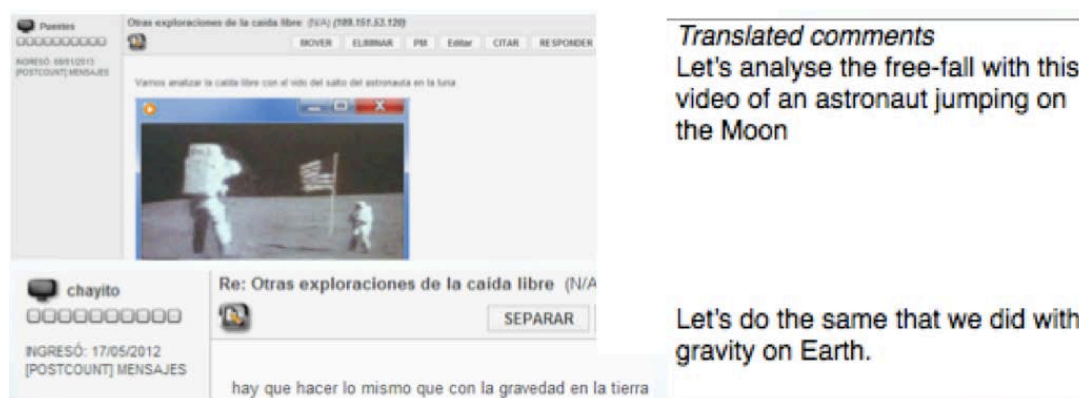 Puentes
Otras exploraciones de la caída libre (N/A) (189.151.53.120)
MOVER ELIMINAR PM Editar CITAR RESPONDER
INGRESÓ: 09/01/2013
[POSTCOUNT] MENSAJES
Vamos analizar la caída libre con el vido del salto del astronauta en la luna
chayito
Re: Otras exploraciones de la caída libre (N/A
SEPARAR
INGRESÓ: 17/05/2012
[POSTCOUNT] MENSAJES
hay que hacer lo mismo que con la gravedad en la tierra
Translated comments
Let's analyse the free-fall with this
video of an astronaut jumping on
the Moon
Let's do the same that we did with
gravity on Earth.